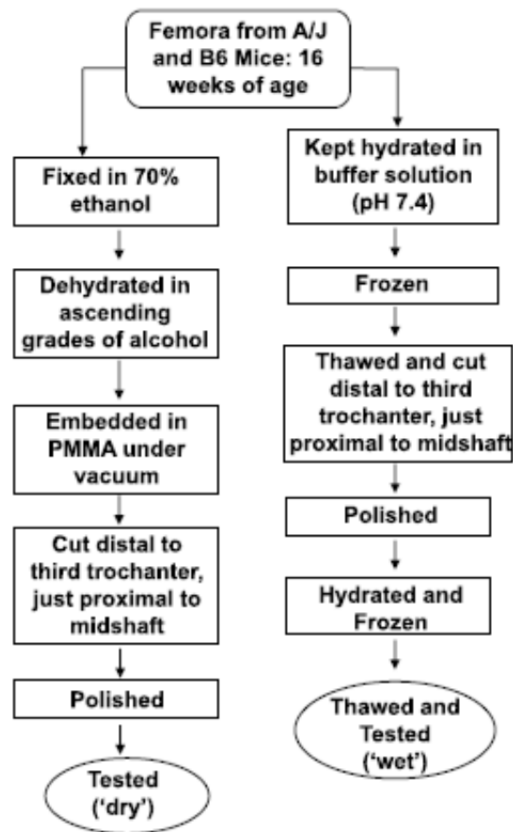 Femora from A/J
and B6 Mice: 16
weeks of age
Fixed in 70%
ethanol
Dehydrated in
ascending
grades of alcohol
Embedded in
PMMA under
vacuum
Cut distal to
third trochanter,
just proximal to
midshaft
Polished
Tested
(‘dry’)
Kept hydrated in
buffer solution
(pH 7.4)
Frozen
Thawed and cut
distal to third
trochanter, just
proximal to midshaft
Polished
Hydrated and
Frozen
Thawed and
Tested
(‘wet’)